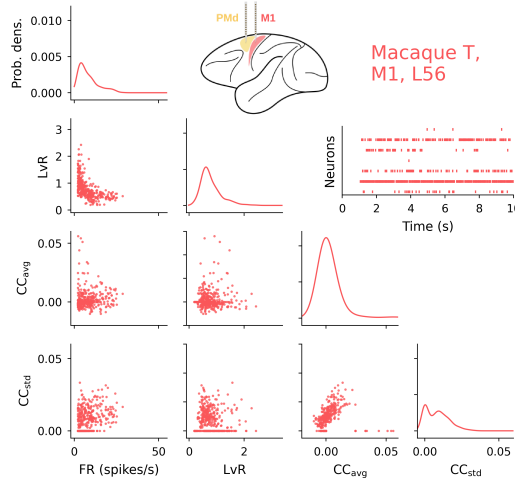 PMd M1
Macaque T,
M1, L56
Prob. dens.
0.010
0.005
0.000
LvR
3
2
1
0
Neurons
0 2 4 6 8 10
Time (s)
CCavg
0.05
0.00
CCstd
0.05
0.00
0 50
FR (spikes/s)
0 2
LvR
0.00 0.05
CCavg
0.00 0.05
CCstd